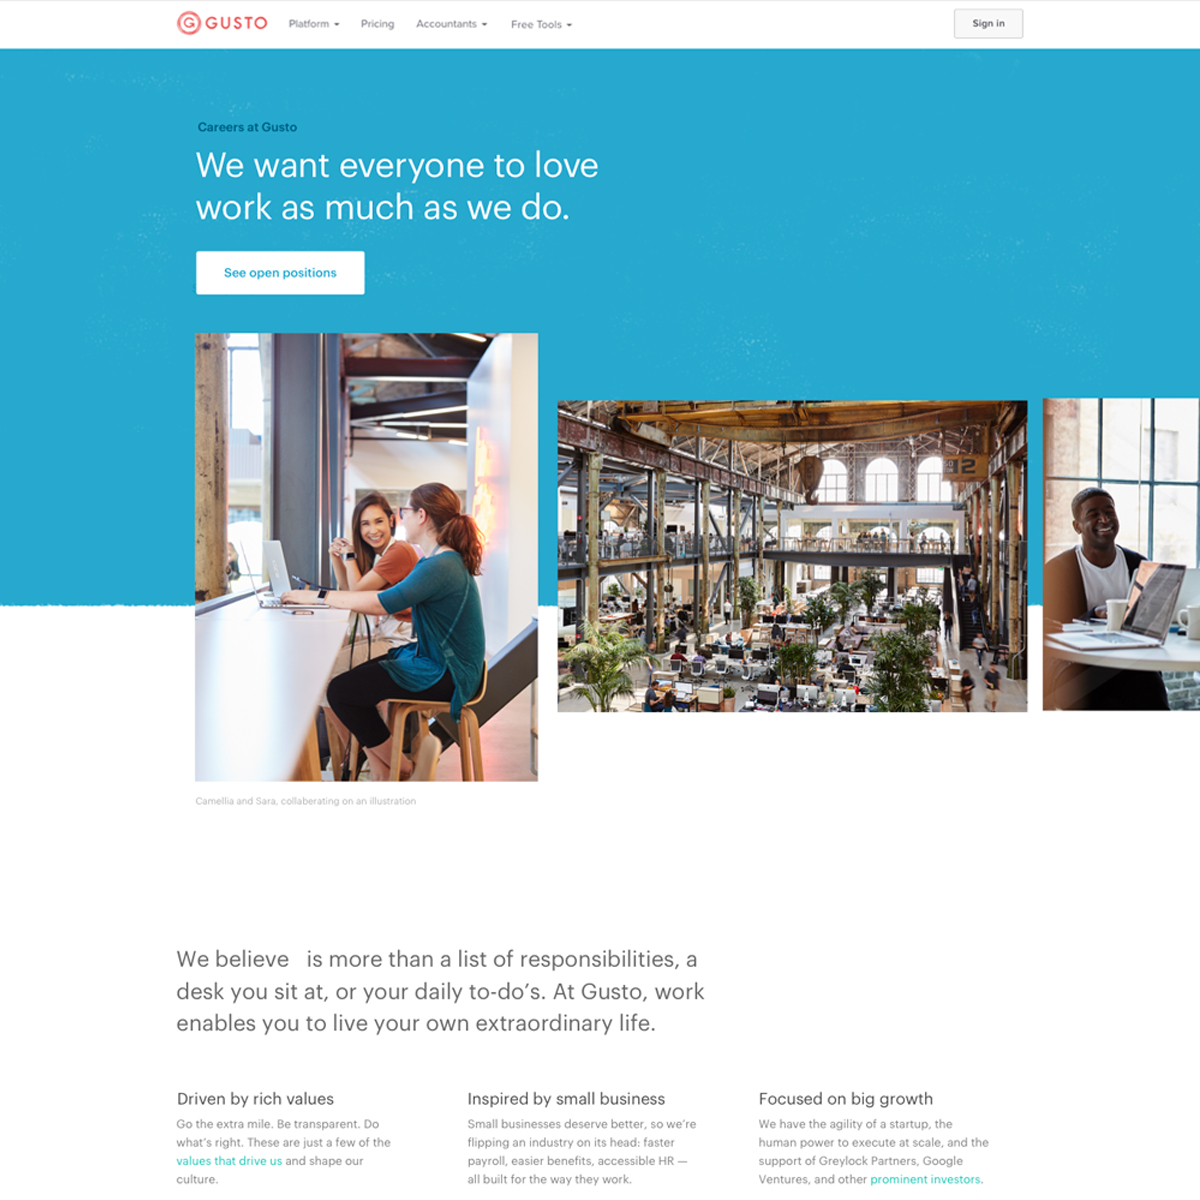 GUSTO Platform Pricing Accountants Free Tools Sign in
Careers at Gusto
We want everyone to love
work as much as we do.
See open positions
12
Camellia and Sara, collaberating on an illustration
We believe is more than a list of responsibilities, a
desk you sit at, or your daily to-do's. At Gusto, work
enables you to live your own extraordinary life.
Driven by rich values
Go the extra mile. Be transparent. Do
what's right. These are just a few of the
values that drive us and shape our
culture.
Inspired by small business
Small businesses deserve better, so we're
flipping an industry on its head: faster
payroll, easier benefits, accessible HR —
all built for the way they work.
Focused on big growth
We have the agility of a startup, the
human power to execute at scale, and the
support of Greylock Partners, Google
Ventures, and other prominent investors.